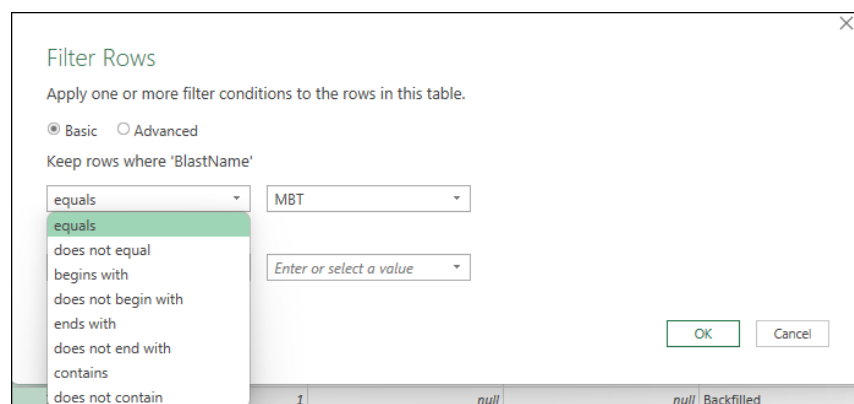 Filter Rows
Apply one or more filter conditions to the rows in this table.
Basic Advanced
Keep rows where 'BlastName'
equals MBT
equals
does not equal
begins with Enter or select a value
does not begin with
ends with
does not end with OK Cancel
contains
does not contain 1 null null Backfilled